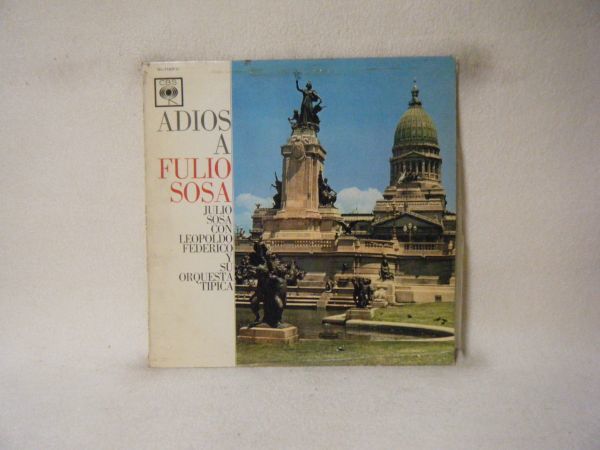 CBS
ADIOS
A
FULIO
SOSA
JULIO
SOSA
CON
LEOPOLDO
FEDERICO
Y
SU
ORQUESTA
TIPICA